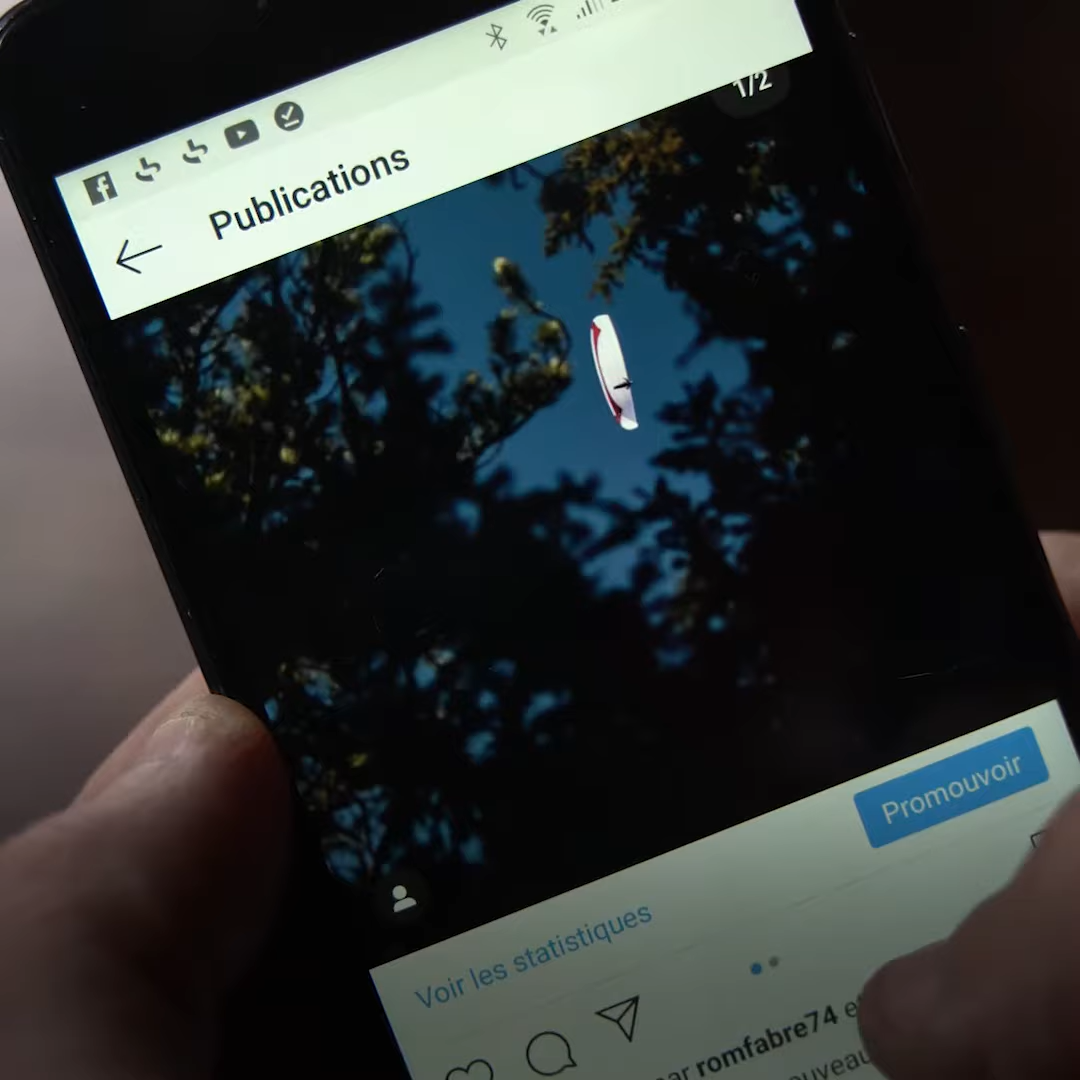 1/2
Publications
Promouvoir
Voir les statistiques
romfabre74